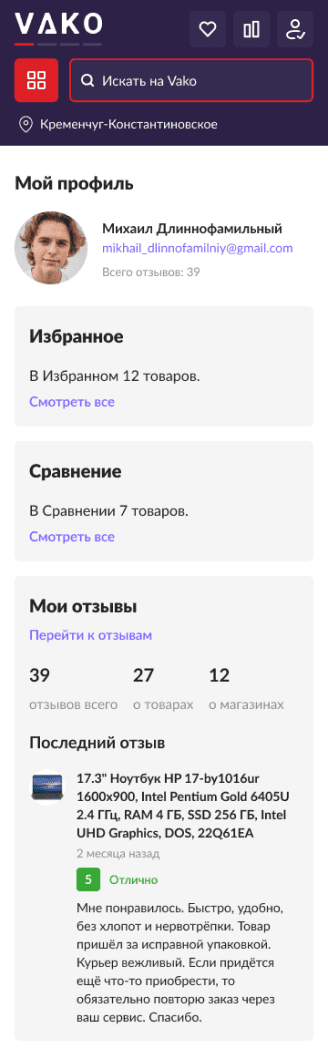 VAKO
Искать на Vako
Кременчуг-Константиновское
Мой профиль
Михаил Длиннофамильный
mikhail_dlinnofamilniy@gmail.com
Всего отзывов: 39
Избранное
В Избранном 12 товаров.
Смотреть все
Сравнение
В Сравнении 7 товаров.
Смотреть все
Мои отзывы
Перейти к отзывам
39 27 12
отзывов всего о товарах о магазинах
Последний отзыв
17.3" Ноутбук HP 17-by1016ur
1600x900, Intel Pentium Gold 6405U
2.4 ГГц, RAM 4 ГБ, SSD 256 ГБ, Intel
UHD Graphics, DOS, 22Q61EA
2 месяца назад
5 Отлично
Мне понравилось. Быстро, удобно,
без хлопот и нервотрёпки. Товар
пришёл за исправной упаковкой.
Курьер вежливый. Если придётся
ещё что-то приобрести, то
обязательно повторю заказ через
ваш сервис. Спасибо.